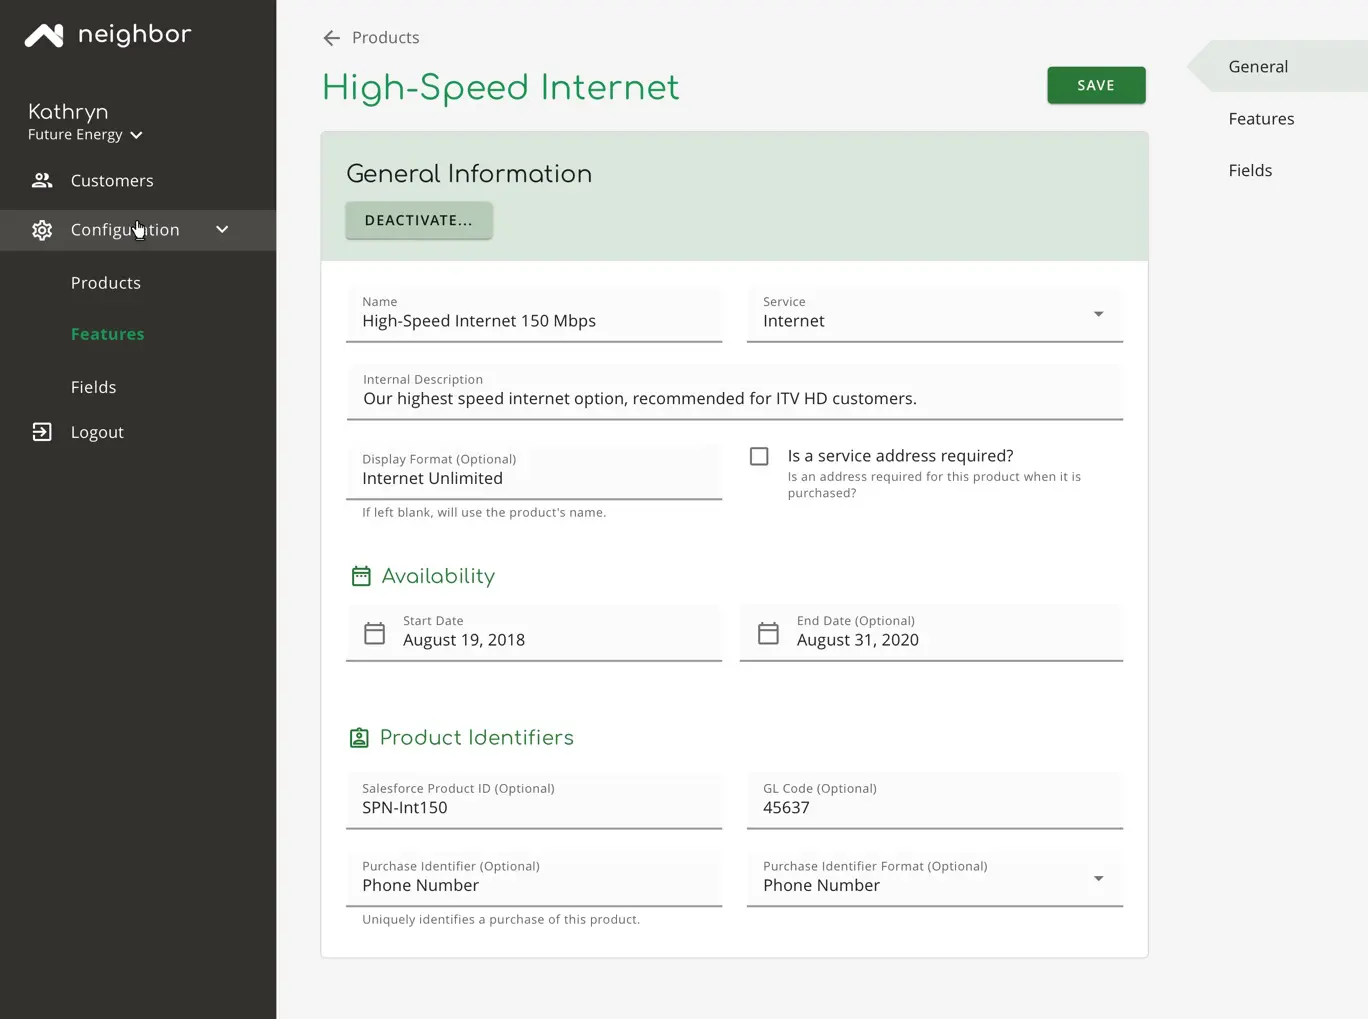 neighbor
Kathryn
Future Energy
Customers
Configuration
Products
Features
Fields
Logout
Products
High-Speed Internet
SAVE
General Information
DEACTIVATE...
Name
High-Speed Internet 150 Mbps
Service
Internet
Internal Description
Our highest speed internet option, recommended for ITV HD customers.
Display Format (Optional)
Internet Unlimited
If left blank, will use the product's name.
Is a service address required?
Is an address required for this product when it is
purchased?
Availability
Start Date
August 19, 2018
End Date (Optional)
August 31, 2020
Product Identifiers
Salesforce Product ID (Optional)
SPN-Int150
GL Code (Optional)
45637
Purchase Identifier (Optional)
Phone Number
Uniquely identifies a purchase of this product.
Purchase Identifier Format (Optional)
Phone Number
General
Features
Fields